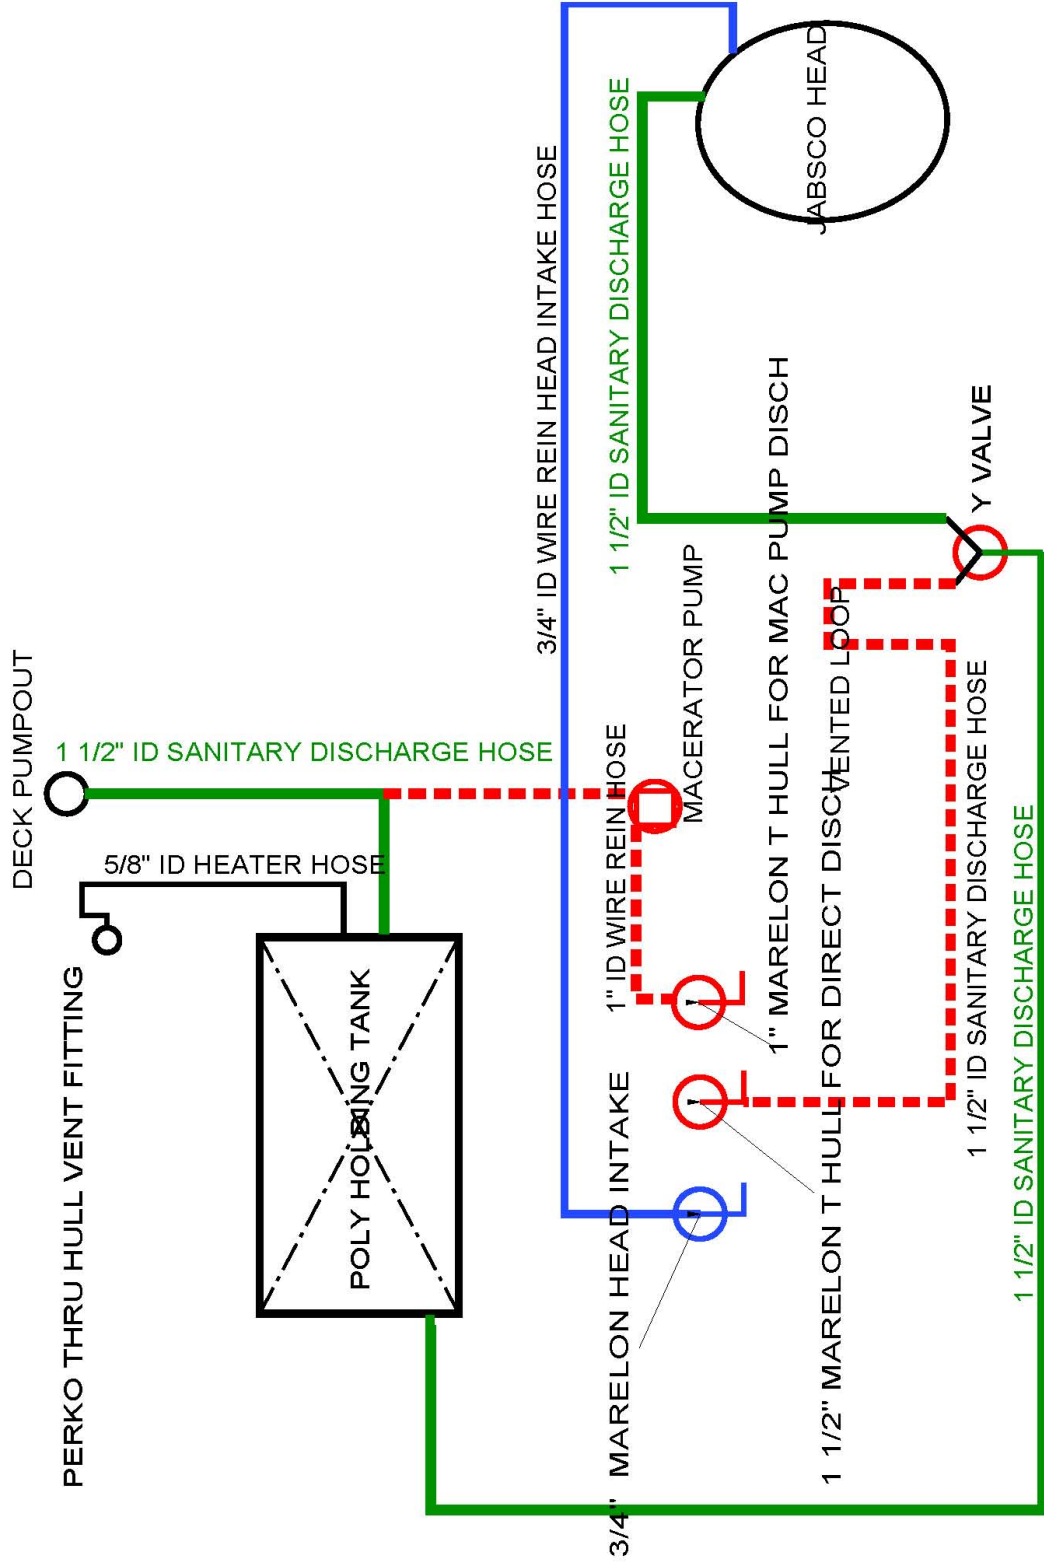 JABSCO HEAD
3/4" ID WIRE REIN HEAD INTAKE HOSE
1 1/2" ID SANITARY DISCHARGE HOSE
Y VALVE
1" MARELON T HULL FOR MAC PUMP DISCH
MACERATOR PUMP
VENTED LOOP
DECK PUMPOUT
1 1/2" ID SANITARY DISCHARGE HOSE
5/8" ID HEATER HOSE
1" ID WIRE REIN HOSE
1 1/2" MARELON T HULL FOR DIRECT DISCH
1 1/2" ID SANITARY DISCHARGE HOSE
1 1/2" ID SANITARY DISCHARGE HOSE
PERKO THRU HULL VENT FITTING
POLY HOLDING TANK
3/4" MARELON HEAD INTAKE